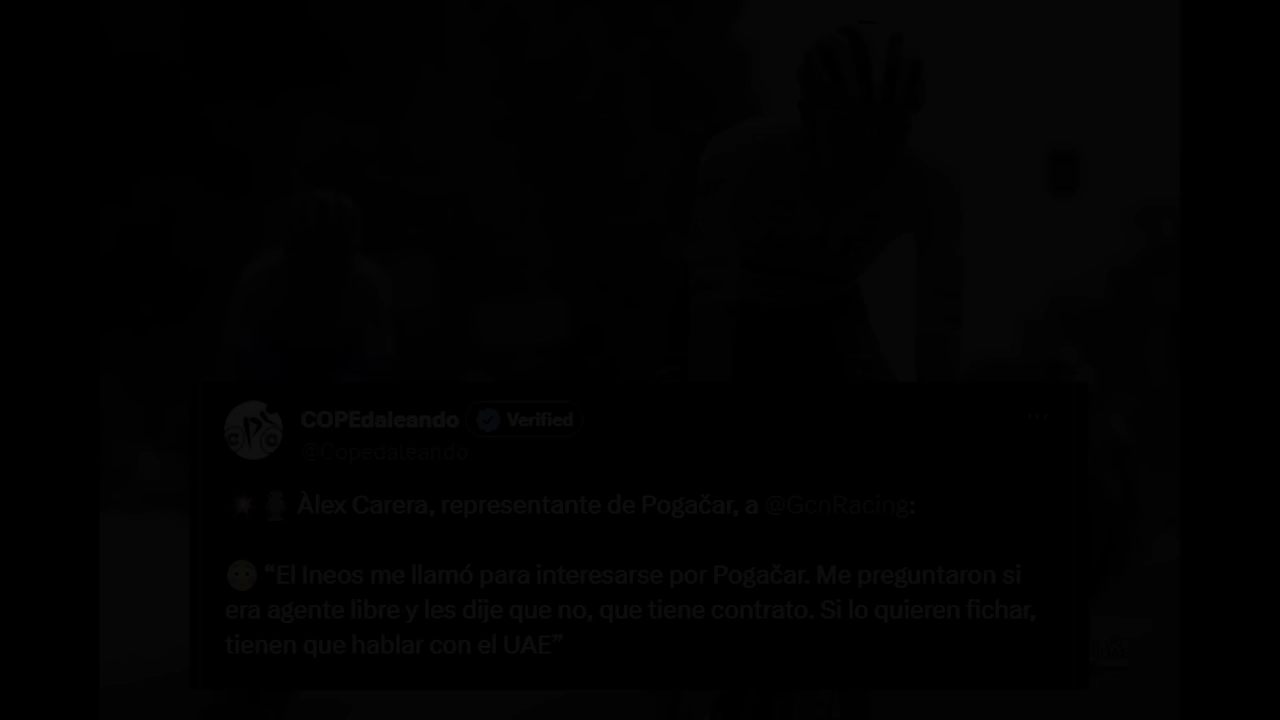 COPEdaleando Verified
@Copedaleando
Àlex Carera, representante de Pogačar, a @GcnRacing:
"El Ineos me llamó para interesarse por Pogačar. Me preguntaron si
era agente libre y les dije que no, que tiene contrato. Si lo quieren fichar,
tienen que hablar con el UAE”